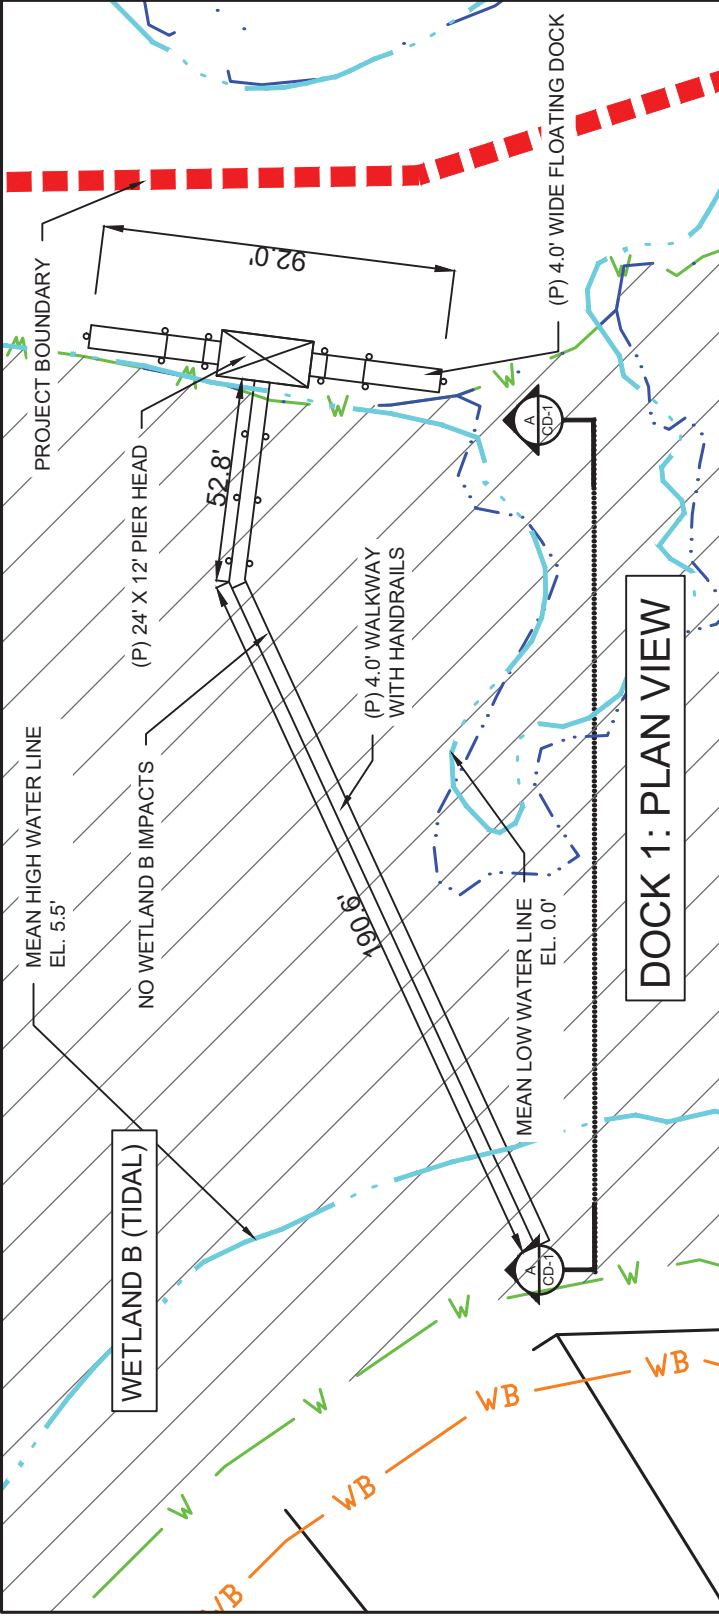 MEAN HIGH WATER LINE
EL. 5.5'
PROJECT BOUNDARY
WETLAND B (TIDAL)
NO WETLAND B IMPACTS
(P) 24' X 12' PIER HEAD
92.0'
52.8'
190.6'
(P) 4.0' WALKWAY
WITH HANDRAILS
(P) 4.0' WIDE FLOATING DOCK
MEAN LOW WATER LINE
EL. 0.0'
A
CD-1
A
CD-1
DOCK 1: PLAN VIEW
W
W
W
W
W
W
W
W
W
WB
WB
WB
WB